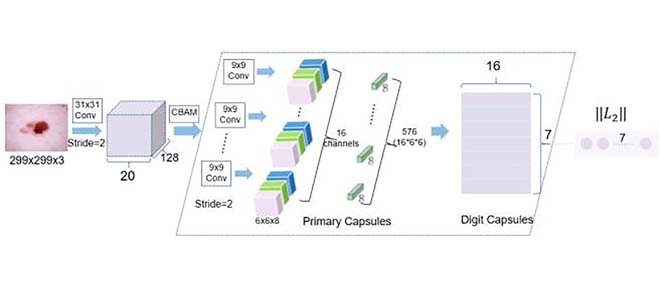 299x299x3
31x31
Conv
Stride=2
20
128
CBAM
9x9
Conv
9x9
Conv
9x9
Conv
Stride=2
6x6x8
16
channels
8
8
8
576
(16*6*6)
Primary Capsules
16
7
Digit Capsules
||L₂||
7